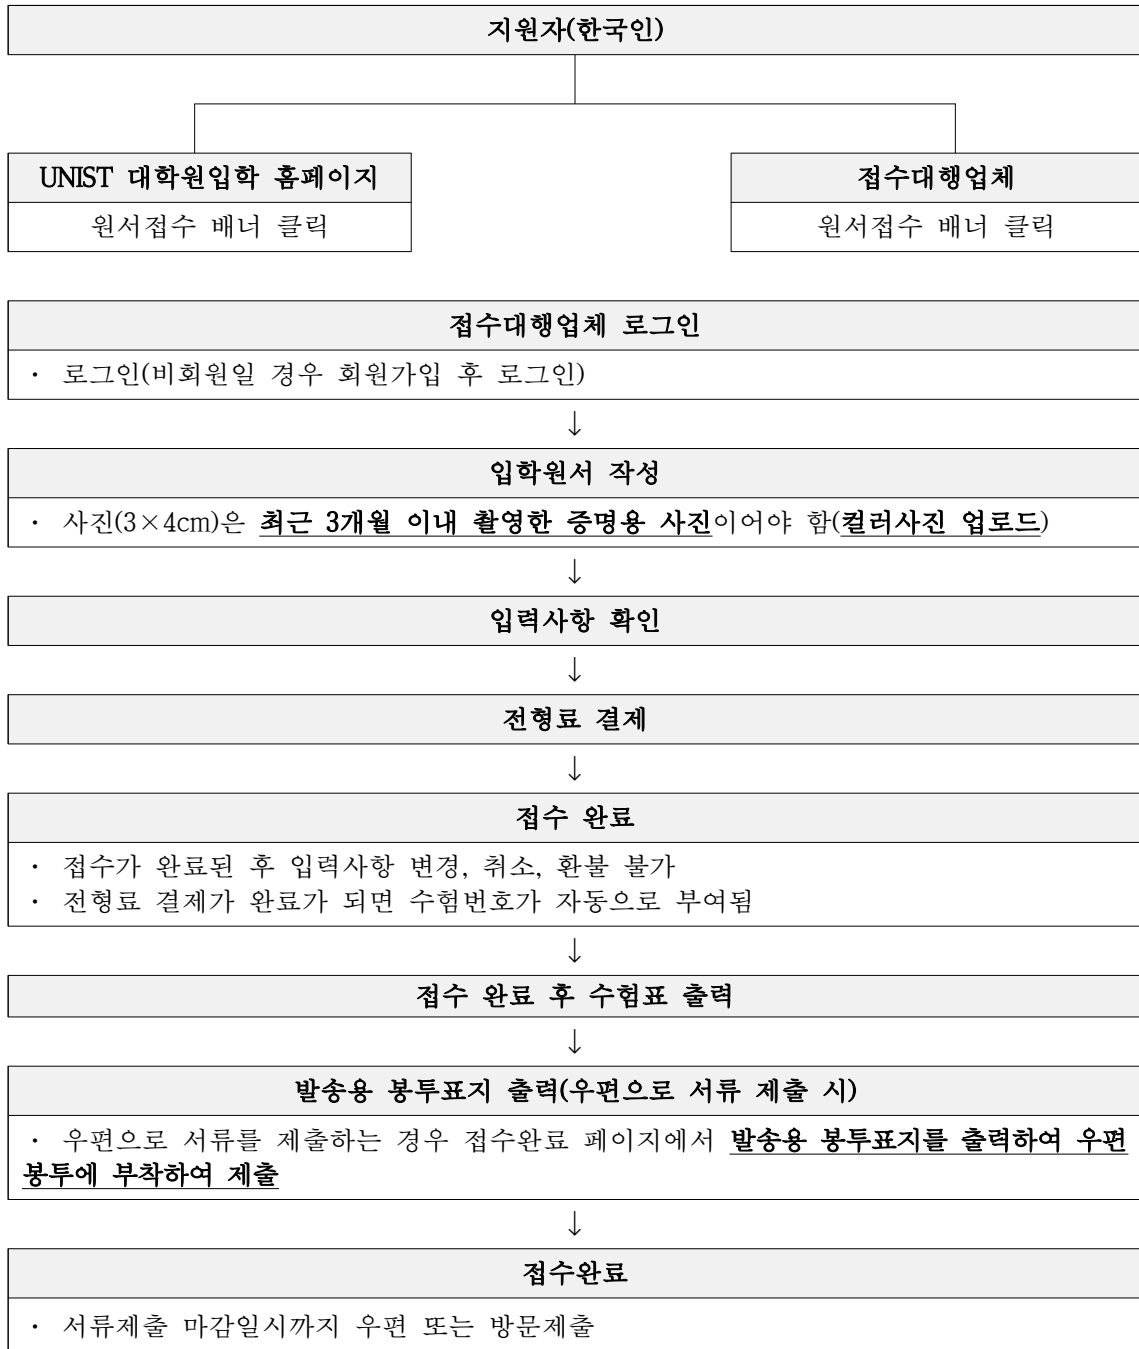 지원자(한국인)
UNIST 대학원입학 홈페이지
원서접수 배너 클릭
접수대행업체
원서접수 배너 클릭
접수대행업체 로그인
· 로그인(비회원일 경우 회원가입 후 로그인)
↓
입학원서 작성
· 사진(3×4cm)은 최근 3개월 이내 촬영한 증명용 사진이어야 함(컬러사진 업로드)
↓
입력사항 확인
↓
전형료 결제
↓
접수 완료
· 접수가 완료된 후 입력사항 변경, 취소, 환불 불가
· 전형료 결제가 완료가 되면 수험번호가 자동으로 부여됨
↓
접수 완료 후 수험표 출력
↓
발송용 봉투표지 출력(우편으로 서류 제출 시)
· 우편으로 서류를 제출하는 경우 접수완료 페이지에서 발송용 봉투표지를 출력하여 우편
봉투에 부착하여 제출
↓
접수완료
· 서류제출 마감일시까지 우편 또는 방문제출